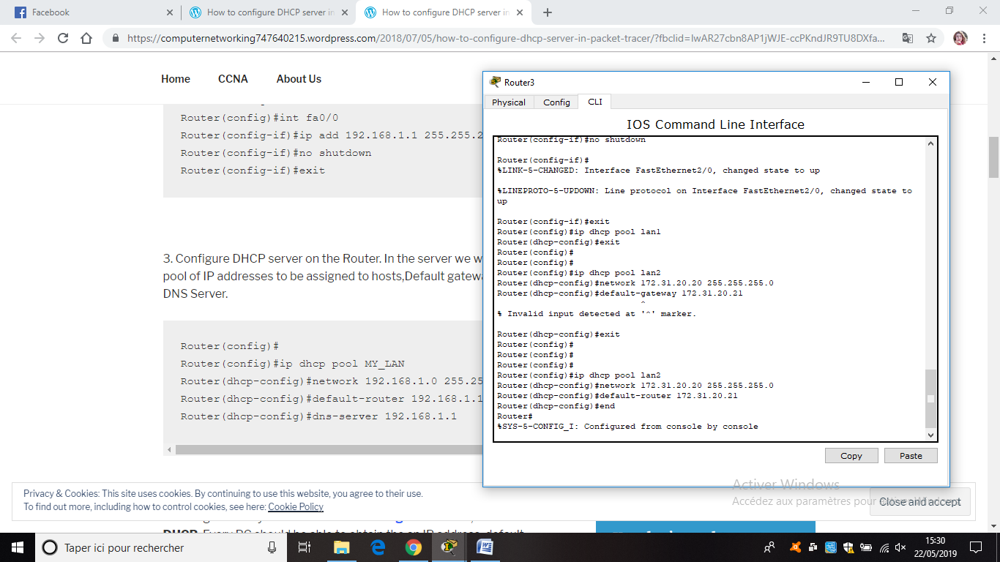 Facebook
How to configure DHCP server in
How to configure DHCP server in
https://computernetworking747640215.wordpress.com/2018/07/05/how-to-configure-dhcp-server-in-packet-tracer/?fbclid=IwAR27cbn8AP1jWJE-ccPKndJR9TU8DXfa...
Home CCNA About Us
Router(config)#int fa0/0
Router(config-if)#ip add 192.168.1.1 255.255.2
Router(config-if)#no shutdown
Router(config-if)#exit
3. Configure DHCP server on the Router. In the server we w
pool of IP addresses to be assigned to hosts,Default gatewa
DNS Server.
Router(config)#
Router(config)#ip dhcp pool MY_LAN
Router(dhcp-config)#network 192.168.1.0 255.25
Router(dhcp-config)#default-router 192.168.1.1
Router(dhcp-config)#dns-server 192.168.1.1
Router3
Physical Config CLI
IOS Command Line Interface
Router(config-if)#no shutdown
Router(config-if)#
%LINK-5-CHANGED: Interface FastEthernet2/0, changed state to up
%LINEPROTO-5-UPDOWN: Line protocol on Interface FastEthernet2/0, changed state to
up
Router(config-if)#exit
Router(config)#ip dhcp pool lan1
Router(dhcp-config)#exit
Router(config)#
Router(config)#
Router(config)#ip dhcp pool lan2
Router(dhcp-config)#network 172.31.20.20 255.255.255.0
Router(dhcp-config)#default-gateway 172.31.20.21
^
% Invalid input detected at '^' marker.
Router(dhcp-config)#exit
Router(config)#
Router(config)#
Router(config)#
Router(config)#ip dhcp pool lan2
Router(dhcp-config)#network 172.31.20.20 255.255.255.0
Router(dhcp-config)#default-router 172.31.20.21
Router(dhcp-config)#end
Router#
%SYS-5-CONFIG_I: Configured from console by console
Copy Paste
Activer Windows
Accédez aux paramètres pour activer Windows.
Privacy & Cookies: This site uses cookies. By continuing to use this website, you agree to their use.
To find out more, including how to control cookies, see here: Cookie Policy
Close and accept
DHCP. Every PC should be able to obtain the an IP address, default
Taper ici pour rechercher
15:30
22/05/2019